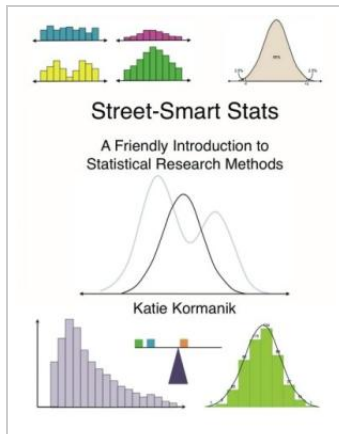 Street-Smart Stats
A Friendly Introduction to
Statistical Research Methods
Katie Kormanik